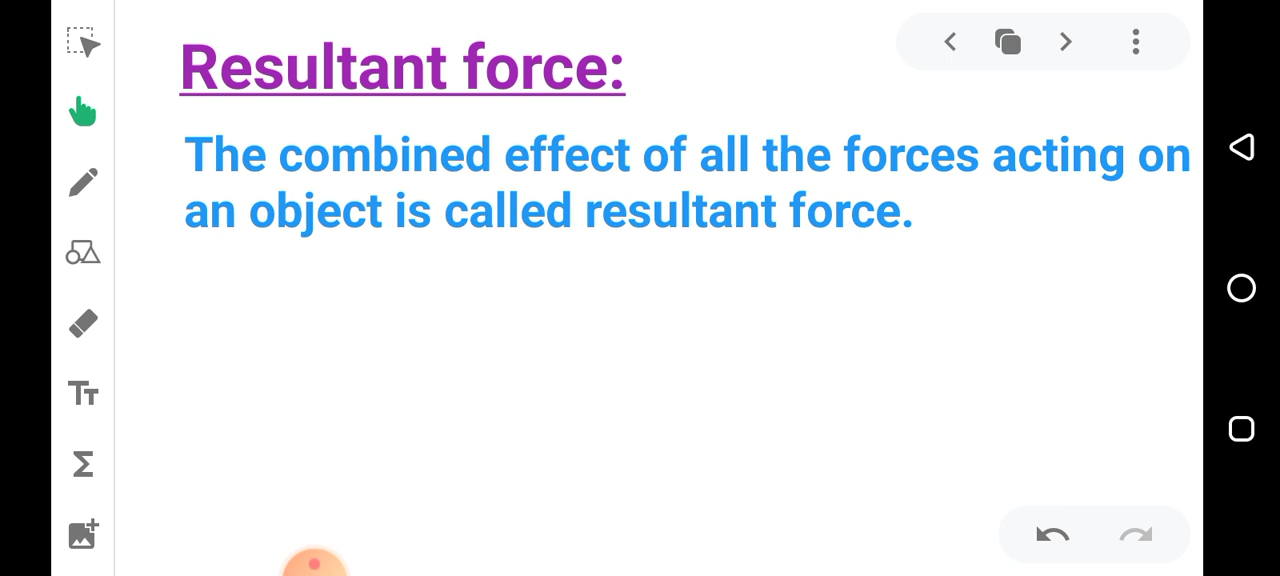 Resultant force:
The combined effect of all the forces acting on
an object is called resultant force.